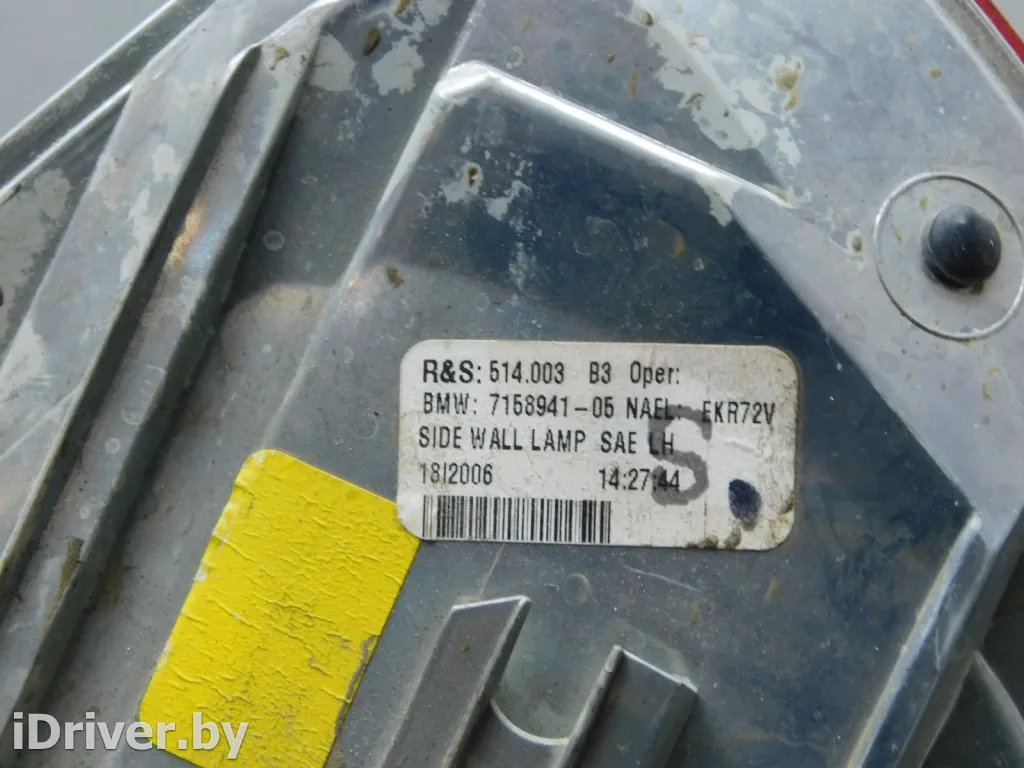 R&S: 514.003 B3 Oper:
BMW: 7158941-05 NAEL: EKR72V
SIDE WALL LAMP SAE LH
18I2006 14:27:44
S
iDriver.by